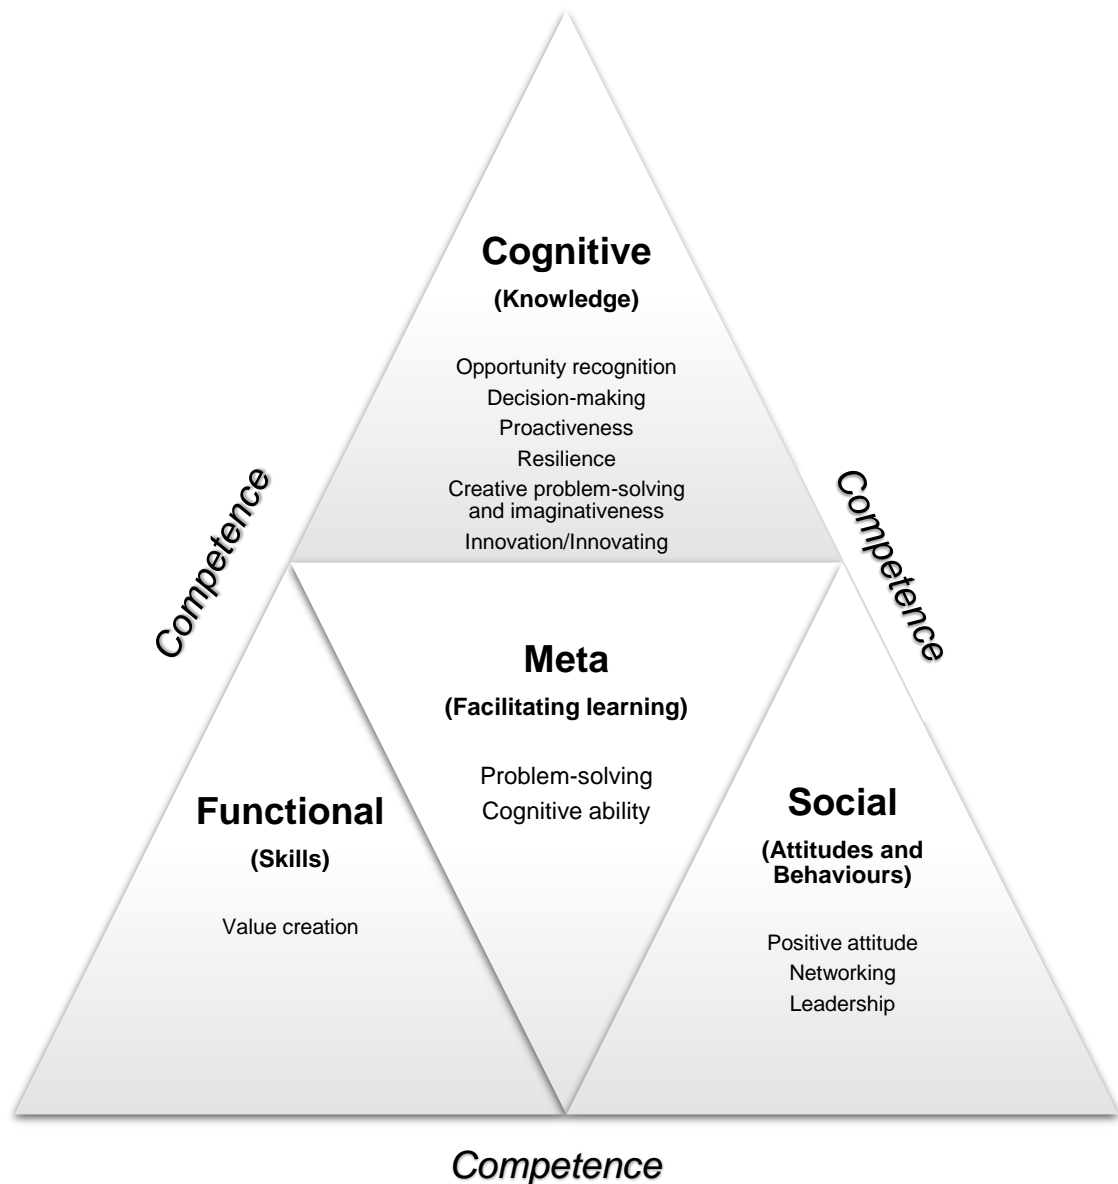 Cognitive
(Knowledge)
Opportunity recognition
Decision-making
Proactiveness
Resilience
Creative problem-solving
and imaginativeness
Innovation/Innovating
Competence
Competence
Meta
(Facilitating learning)
Problem-solving
Cognitive ability
Functional
(Skills)
Value creation
Social
(Attitudes and
Behaviours)
Positive attitude
Networking
Leadership
Competence